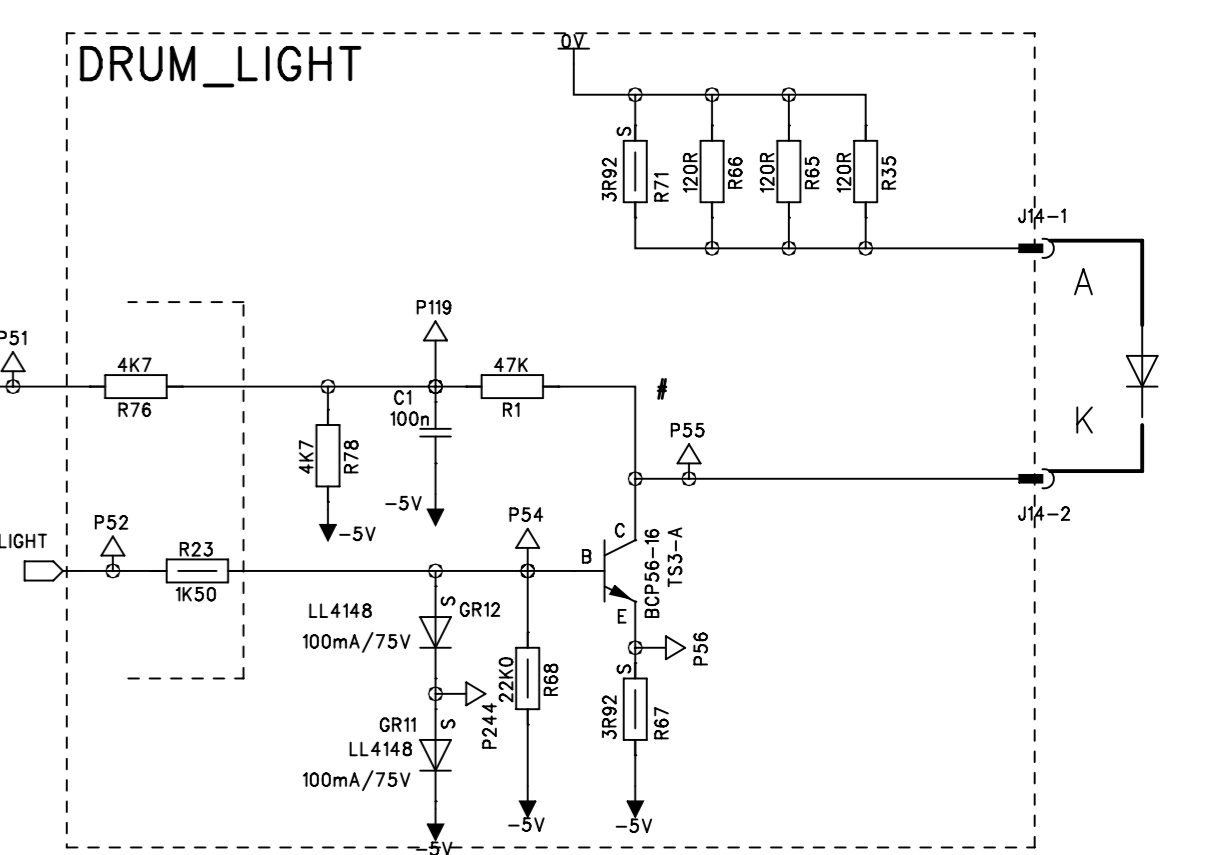 DRUM_LIGHT
0V
S
3R92
R71
120R
R66
120R
R65
120R
R35
J14-1
A
P51
4K7
R76
P119
C1
100n
47K
R1
#
4K7
R78
P55
K
-5V
-5V
J14-2
P52
LIGHT
R23
1K50
P54
B
C
E
BCP56-16
TS3-A
LL4148
100mA/75V
S
GR12
P56
22K0
R68
S
3R92
R67
P244
GR11
S
LL4148
100mA/75V
-5V
-5V
-5V